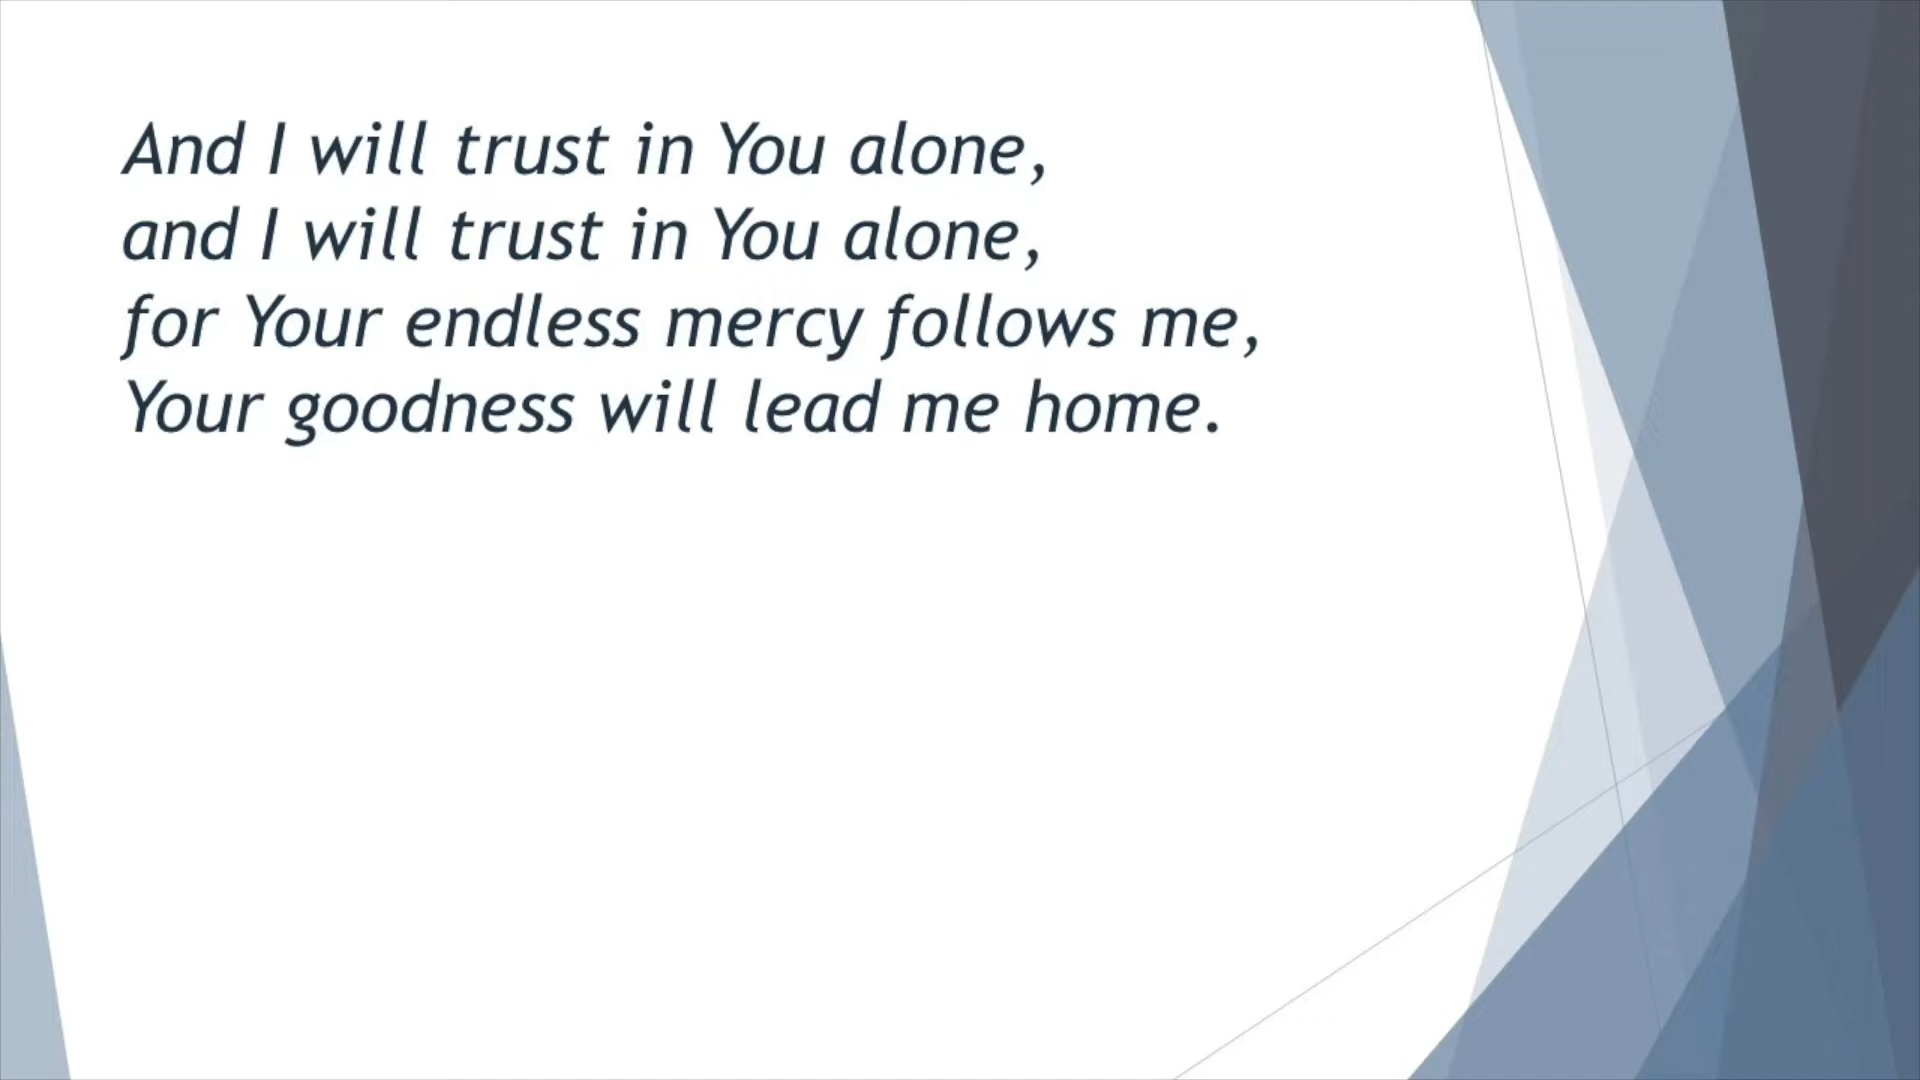 And I will trust in You alone,
and I will trust in You alone,
for Your endless mercy follows me,
Your goodness will lead me home.